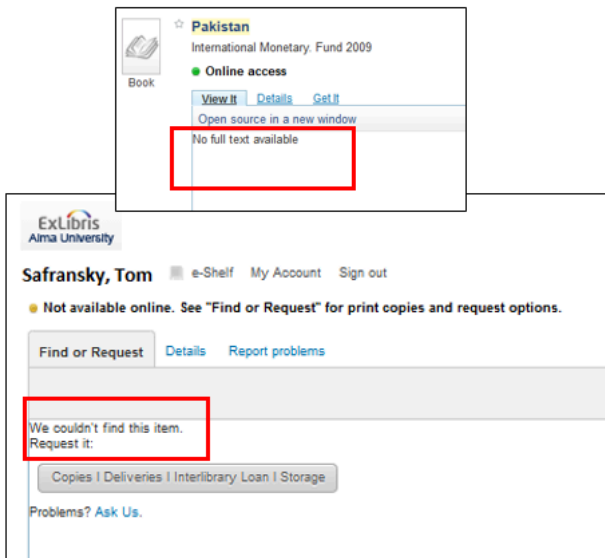 Pakistan
International Monetary. Fund 2009
Online access
Book
View It Details Get It
Open source in a new window
No full text available
ExLibris
Alma University
Safransky, Tom e-Shelf My Account Sign out
Not available online. See "Find or Request" for print copies and request options.
Find or Request Details Report problems
We couldn't find this item.
Request it:
Copies I Deliveries I Interlibrary Loan I Storage
Problems? Ask Us.